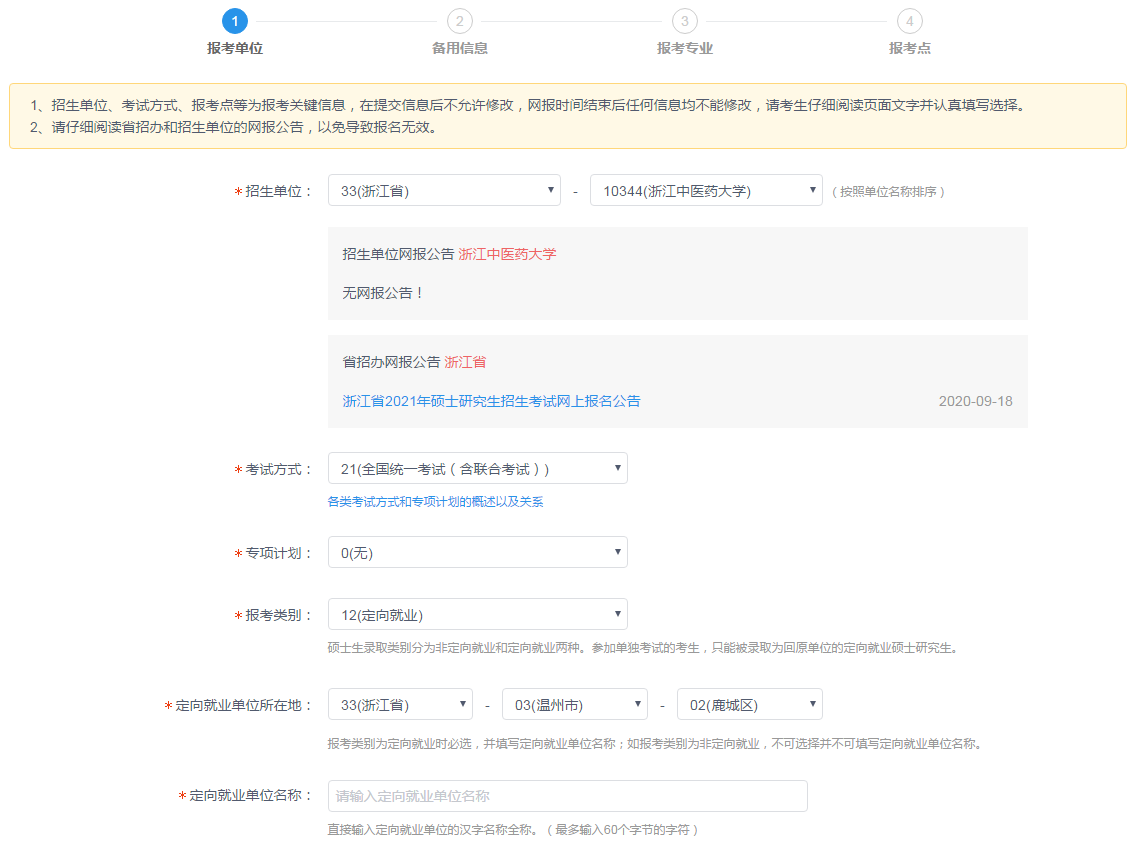 1 2 3 4
报考单位 备用信息 报考专业 报考点
1、招生单位、考试方式、报考点等为报考关键信息，在提交信息后不允许修改，网报时间结束后任何信息均不能修改，请考生仔细阅读页面文字并认真填写选择。
2、请仔细阅读省招办和招生单位的网报公告，以免导致报名无效。
*招生单位： 33(浙江省) - 10344(浙江中医药大学) （按照单位名称排序）
招生单位网报公告 浙江中医药大学
无网报公告！
省招办网报公告 浙江省
浙江省2021年硕士研究生招生考试网上报名公告 2020-09-18
*考试方式： 21(全国统一考试（含联合考试）)
各类考试方式和专项计划的概述以及关系
*专项计划： 0(无)
*报考类别： 12(定向就业)
硕士生录取类别分为非定向就业和定向就业两种。参加单独考试的考生，只能被录取为回原单位的定向就业硕士研究生。
*定向就业单位所在地： 33(浙江省) - 03(温州市) - 02(鹿城区)
报考类别为定向就业时必选，并填写定向就业单位名称；如报考类别为非定向就业，不可选择并不可填写定向就业单位名称。
*定向就业单位名称： 请输入定向就业单位名称
直接输入定向就业单位的汉字名称全称。（最多输入60个字节的字符）